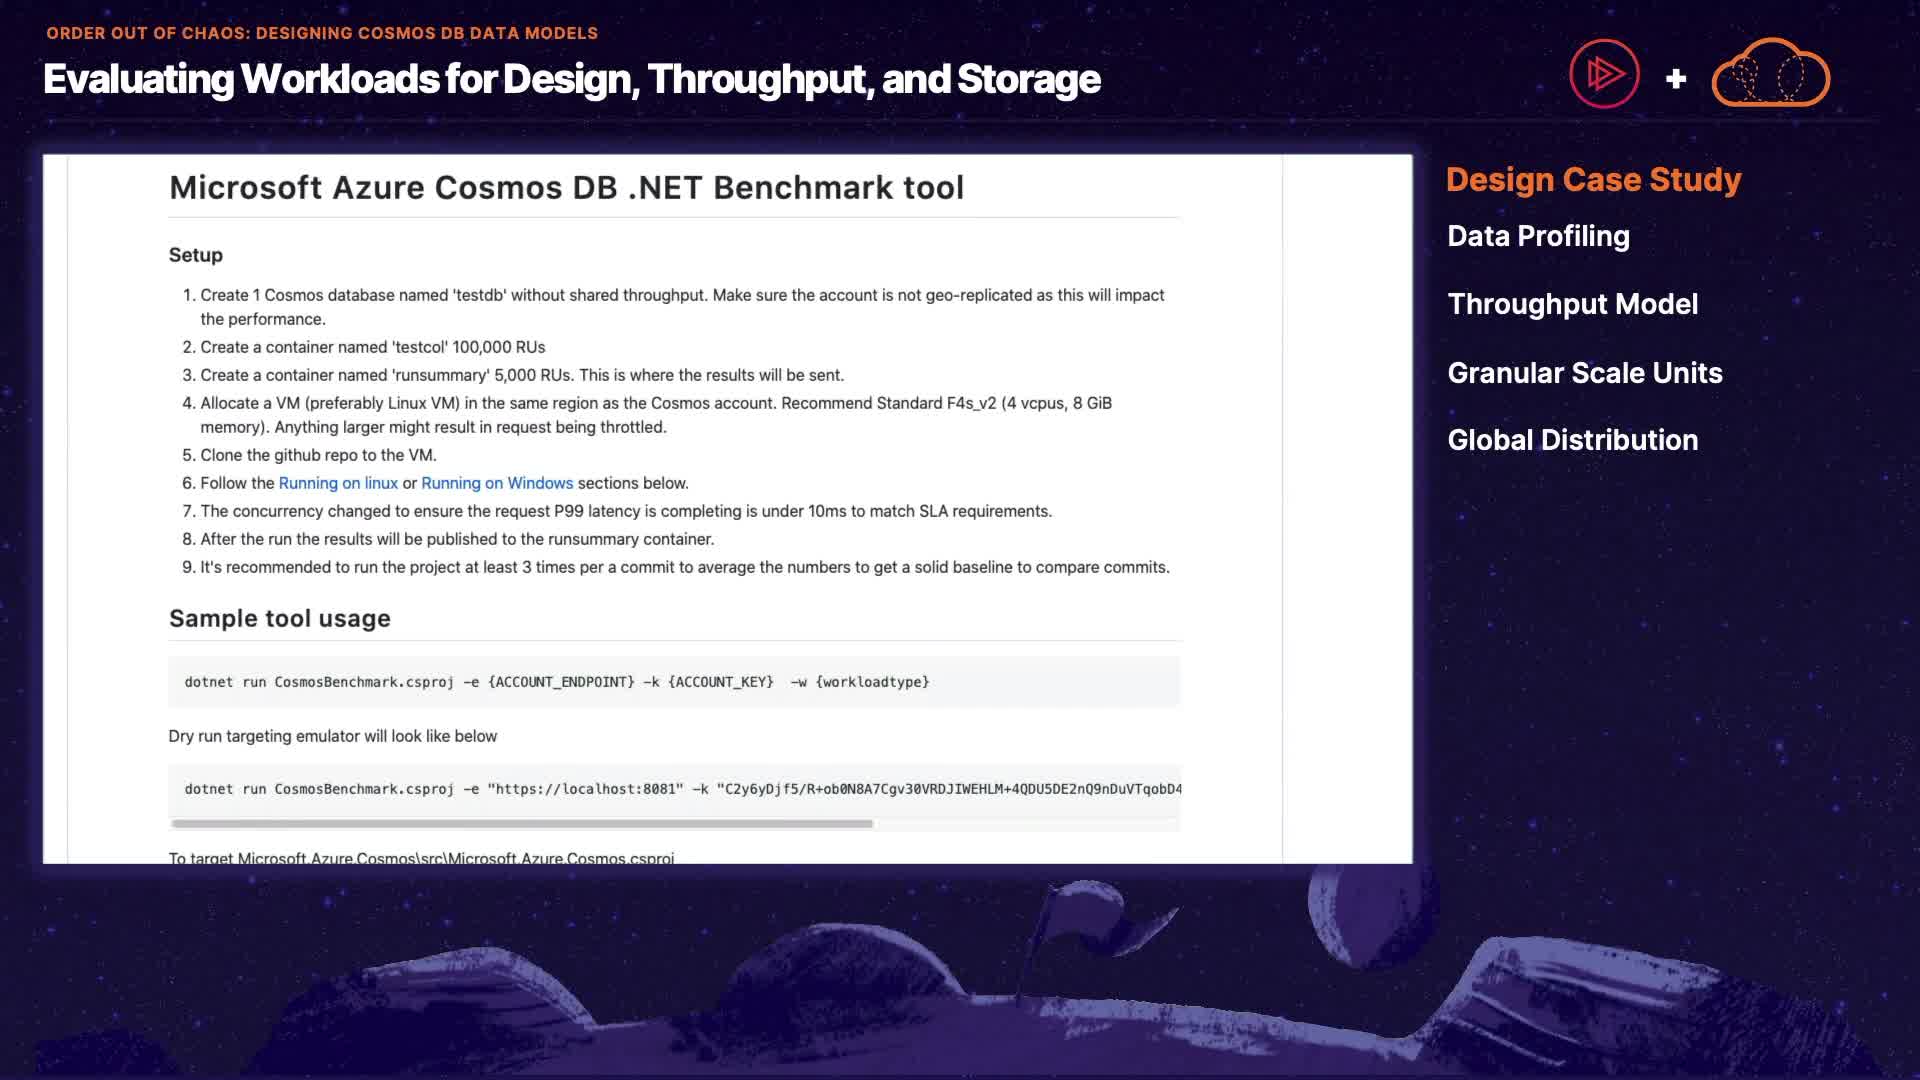 ORDER OUT OF CHAOS: DESIGNING COSMOS DB DATA MODELS
Evaluating Workloads for Design, Throughput, and Storage
+
Microsoft Azure Cosmos DB .NET Benchmark tool
Setup
1. Create 1 Cosmos database named 'testdb' without shared throughput. Make sure the account is not geo-replicated as this will impact
the performance.
2. Create a container named 'testcol' 100,000 RUs
3. Create a container named 'runsummary' 5,000 RUs. This is where the results will be sent.
4. Allocate a VM (preferably Linux VM) in the same region as the Cosmos account. Recommend Standard F4s_v2 (4 vcpus, 8 GiB
memory). Anything larger might result in request being throttled.
5. Clone the github repo to the VM.
6. Follow the Running on linux or Running on Windows sections below.
7. The concurrency changed to ensure the request P99 latency is completing is under 10ms to match SLA requirements.
8. After the run the results will be published to the runsummary container.
9. It's recommended to run the project at least 3 times per a commit to average the numbers to get a solid baseline to compare commits.
Sample tool usage
dotnet run CosmosBenchmark.csproj -e {ACCOUNT_ENDPOINT} -k {ACCOUNT_KEY}  -w {workloadtype}
Dry run targeting emulator will look like below
dotnet run CosmosBenchmark.csproj -e "https://localhost:8081" -k "C2y6yDjf5/R+ob0N8A7Cgv30VRDJIWEHLM+4QDU5DE2nQ9nDuVTqobD4
To target Microsoft.Azure.Cosmos\src\Microsoft.Azure.Cosmos.csproj
Design Case Study
Data Profiling
Throughput Model
Granular Scale Units
Global Distribution